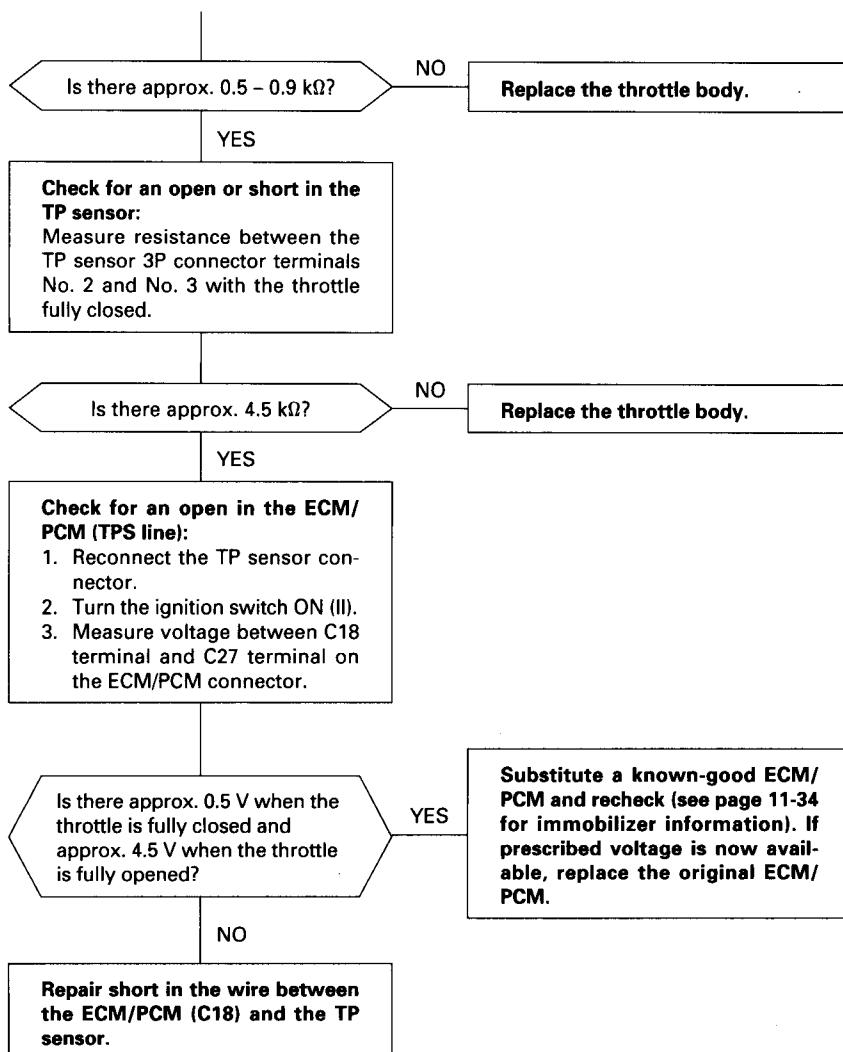 Is there approx. 0.5 – 0.9 kΩ?
NO
Replace the throttle body.
YES
Check for an open or short in the
TP sensor:
Measure resistance between the
TP sensor 3P connector terminals
No. 2 and No. 3 with the throttle
fully closed.
Is there approx. 4.5 kΩ?
NO
Replace the throttle body.
YES
Check for an open in the ECM/
PCM (TPS line):
1. Reconnect the TP sensor con-
nector.
2. Turn the ignition switch ON (II).
3. Measure voltage between C18
terminal and C27 terminal on
the ECM/PCM connector.
Is there approx. 0.5 V when the
throttle is fully closed and
approx. 4.5 V when the throttle
is fully opened?
YES
Substitute a known-good ECM/
PCM and recheck (see page 11-34
for immobilizer information). If
prescribed voltage is now avail-
able, replace the original ECM/
PCM.
NO
Repair short in the wire between
the ECM/PCM (C18) and the TP
sensor.